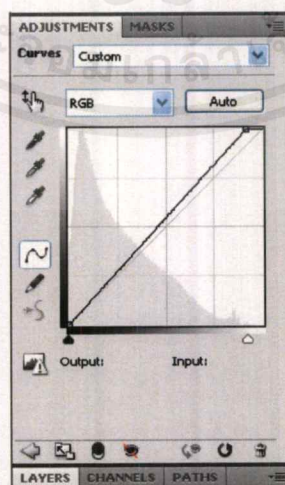 ADJUSTMENTS MASKS
Curves Custom
RGB Auto
Output: Input:
LAYERS CHANNELS PATHS